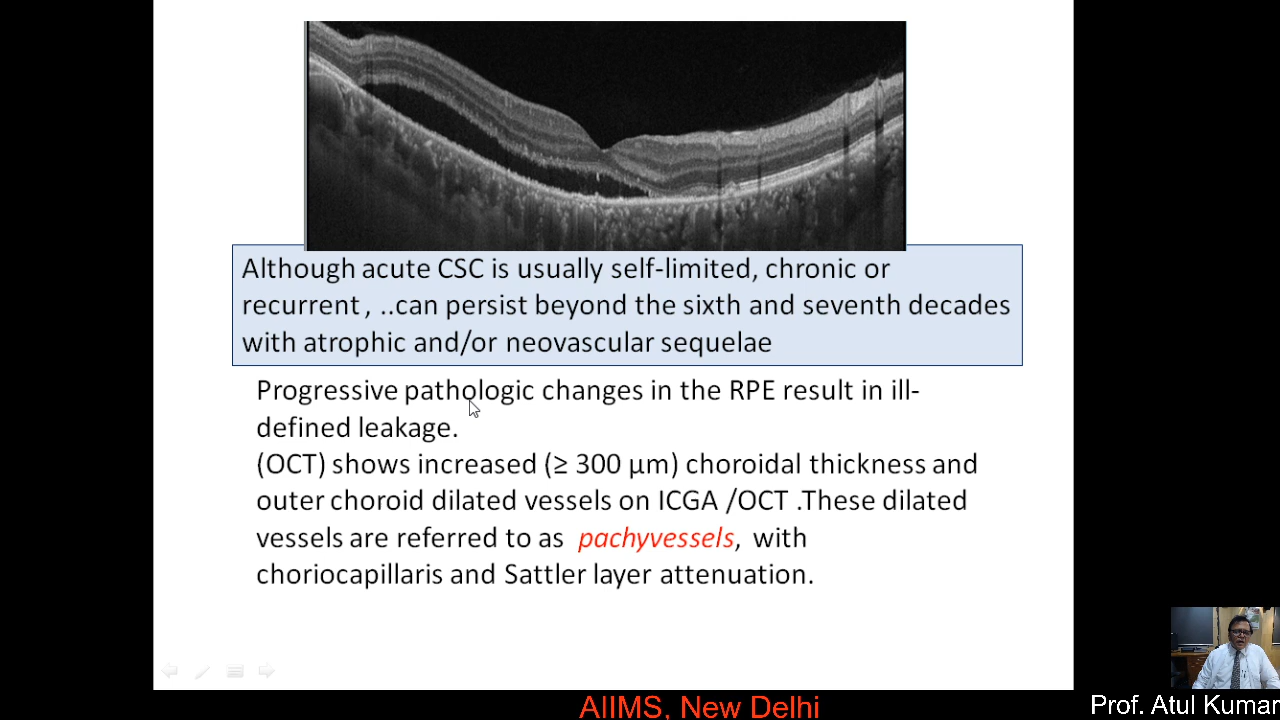 Although acute CSC is usually self-limited, chronic or
recurrent , ..can persist beyond the sixth and seventh decades
with atrophic and/or neovascular sequelae
Progressive pathologic changes in the RPE result in ill-
defined leakage.
(OCT) shows increased (≥ 300 µm) choroidal thickness and
outer choroid dilated vessels on ICGA /OCT .These dilated
vessels are referred to as pachyvessels, with
choriocapillaris and Sattler layer attenuation.
AIIMS, New Delhi
Prof. Atul Kumar